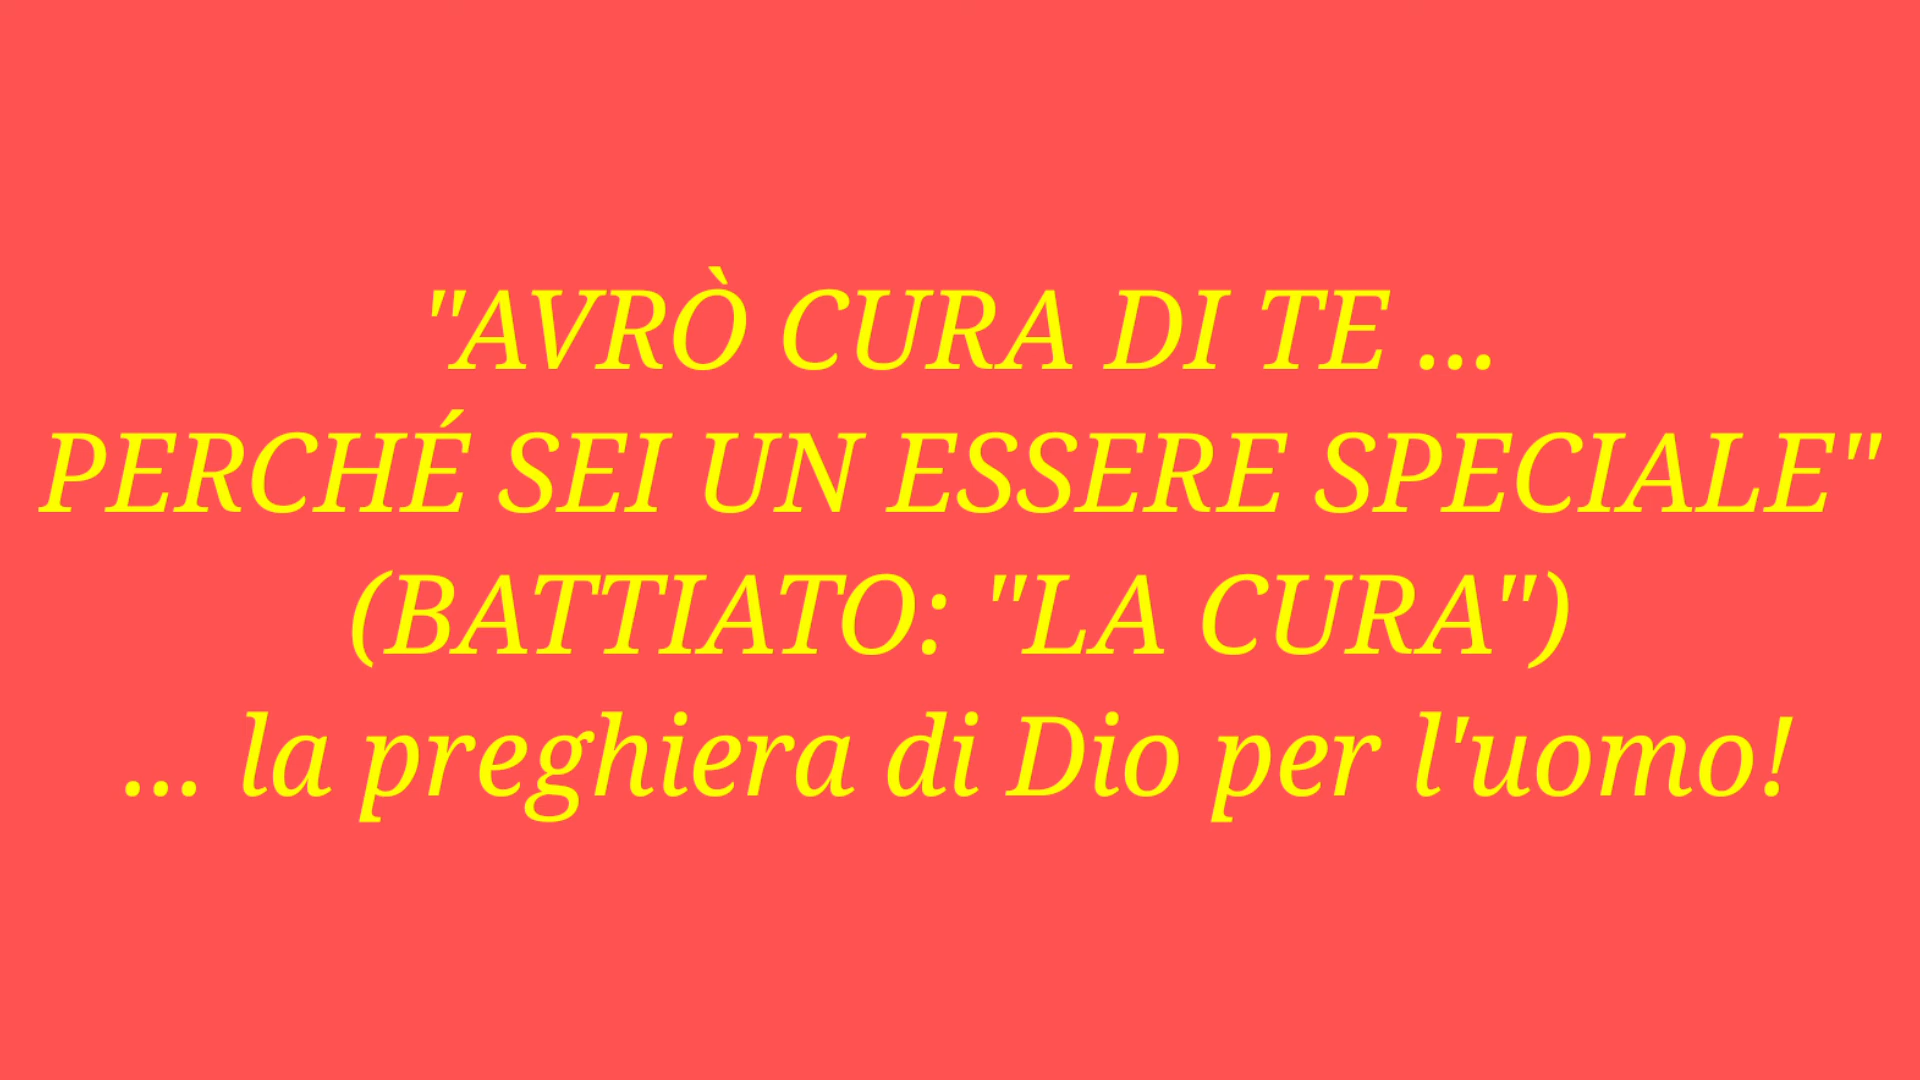 "AVRÒ CURA DI TE ...
PERCHÉ SEI UN ESSERE SPECIALE"
(BATTIATO: "LA CURA")
... la preghiera di Dio per l'uomo!